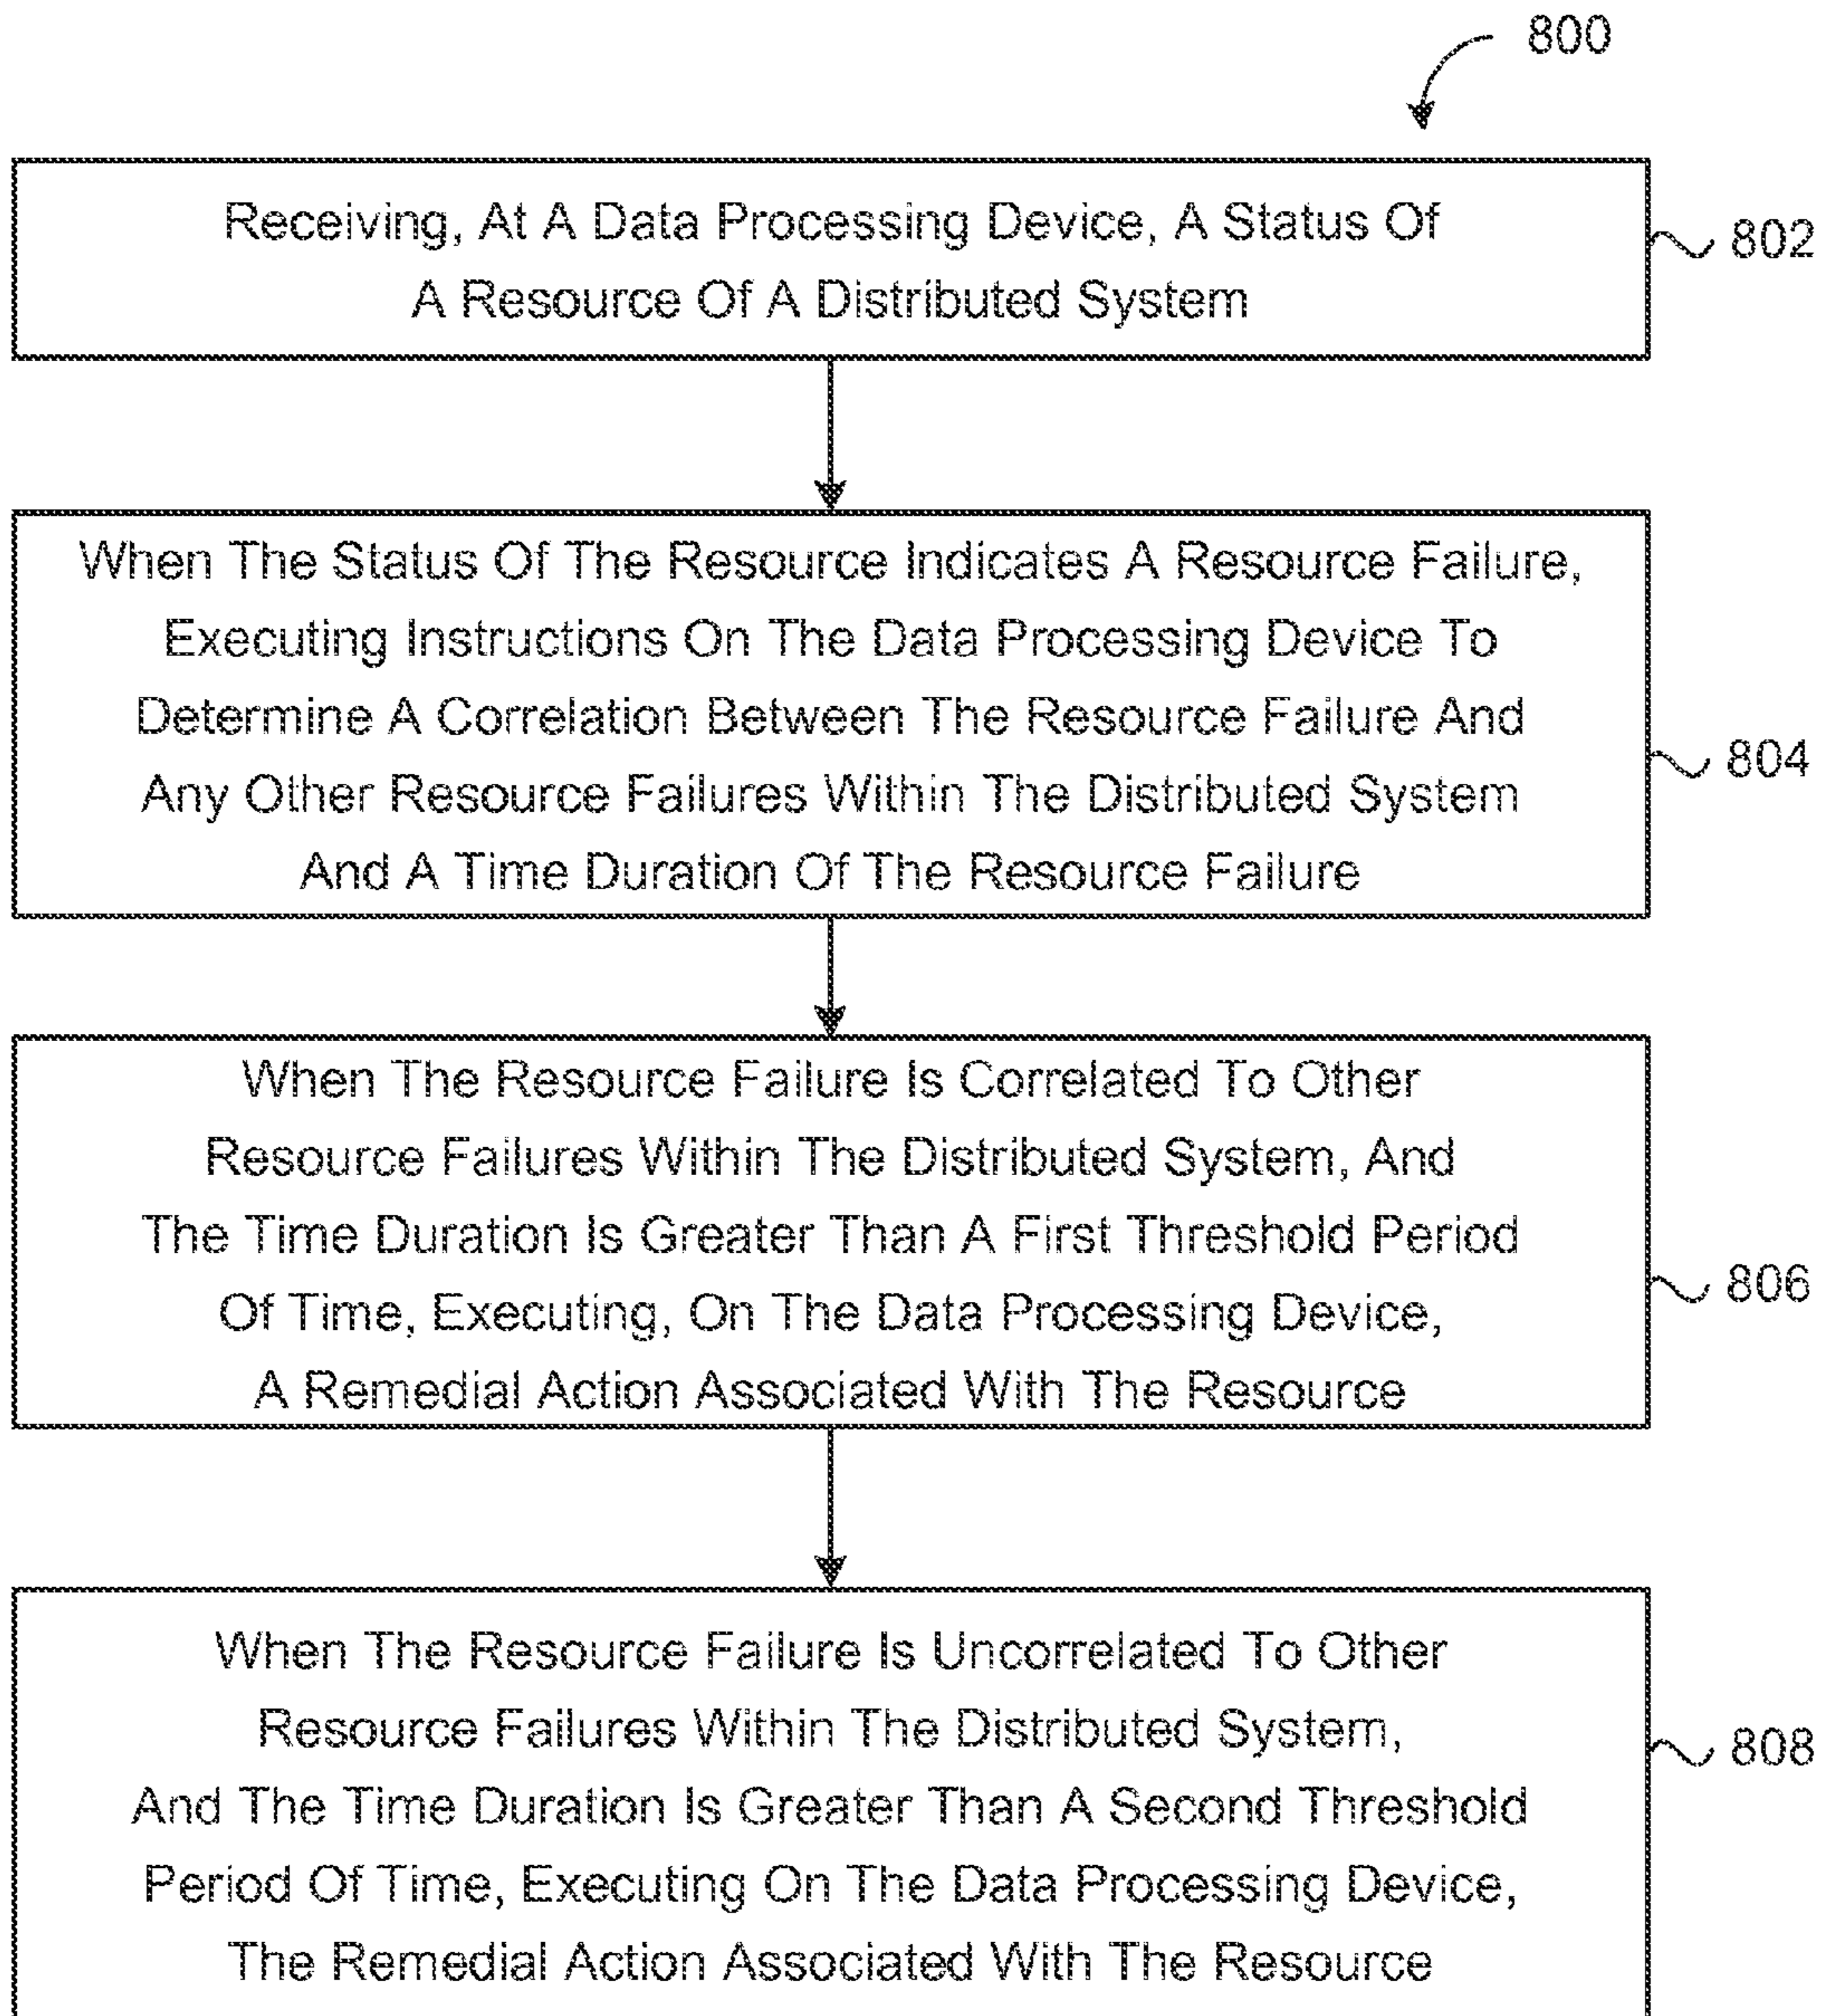 800
Receiving, At A Data Processing Device, A Status Of
A Resource Of A Distributed System
802
When The Status Of The Resource Indicates A Resource Failure,
Executing Instructions On The Data Processing Device To
Determine A Correlation Between The Resource Failure And
Any Other Resource Failures Within The Distributed System
And A Time Duration Of The Resource Failure
804
When The Resource Failure Is Correlated To Other
Resource Failures Within The Distributed System, And
The Time Duration Is Greater Than A First Threshold Period
Of Time, Executing, On The Data Processing Device,
A Remedial Action Associated With The Resource
806
When The Resource Failure Is Uncorrelated To Other
Resource Failures Within The Distributed System,
And The Time Duration Is Greater Than A Second Threshold
Period Of Time, Executing On The Data Processing Device,
The Remedial Action Associated With The Resource
808